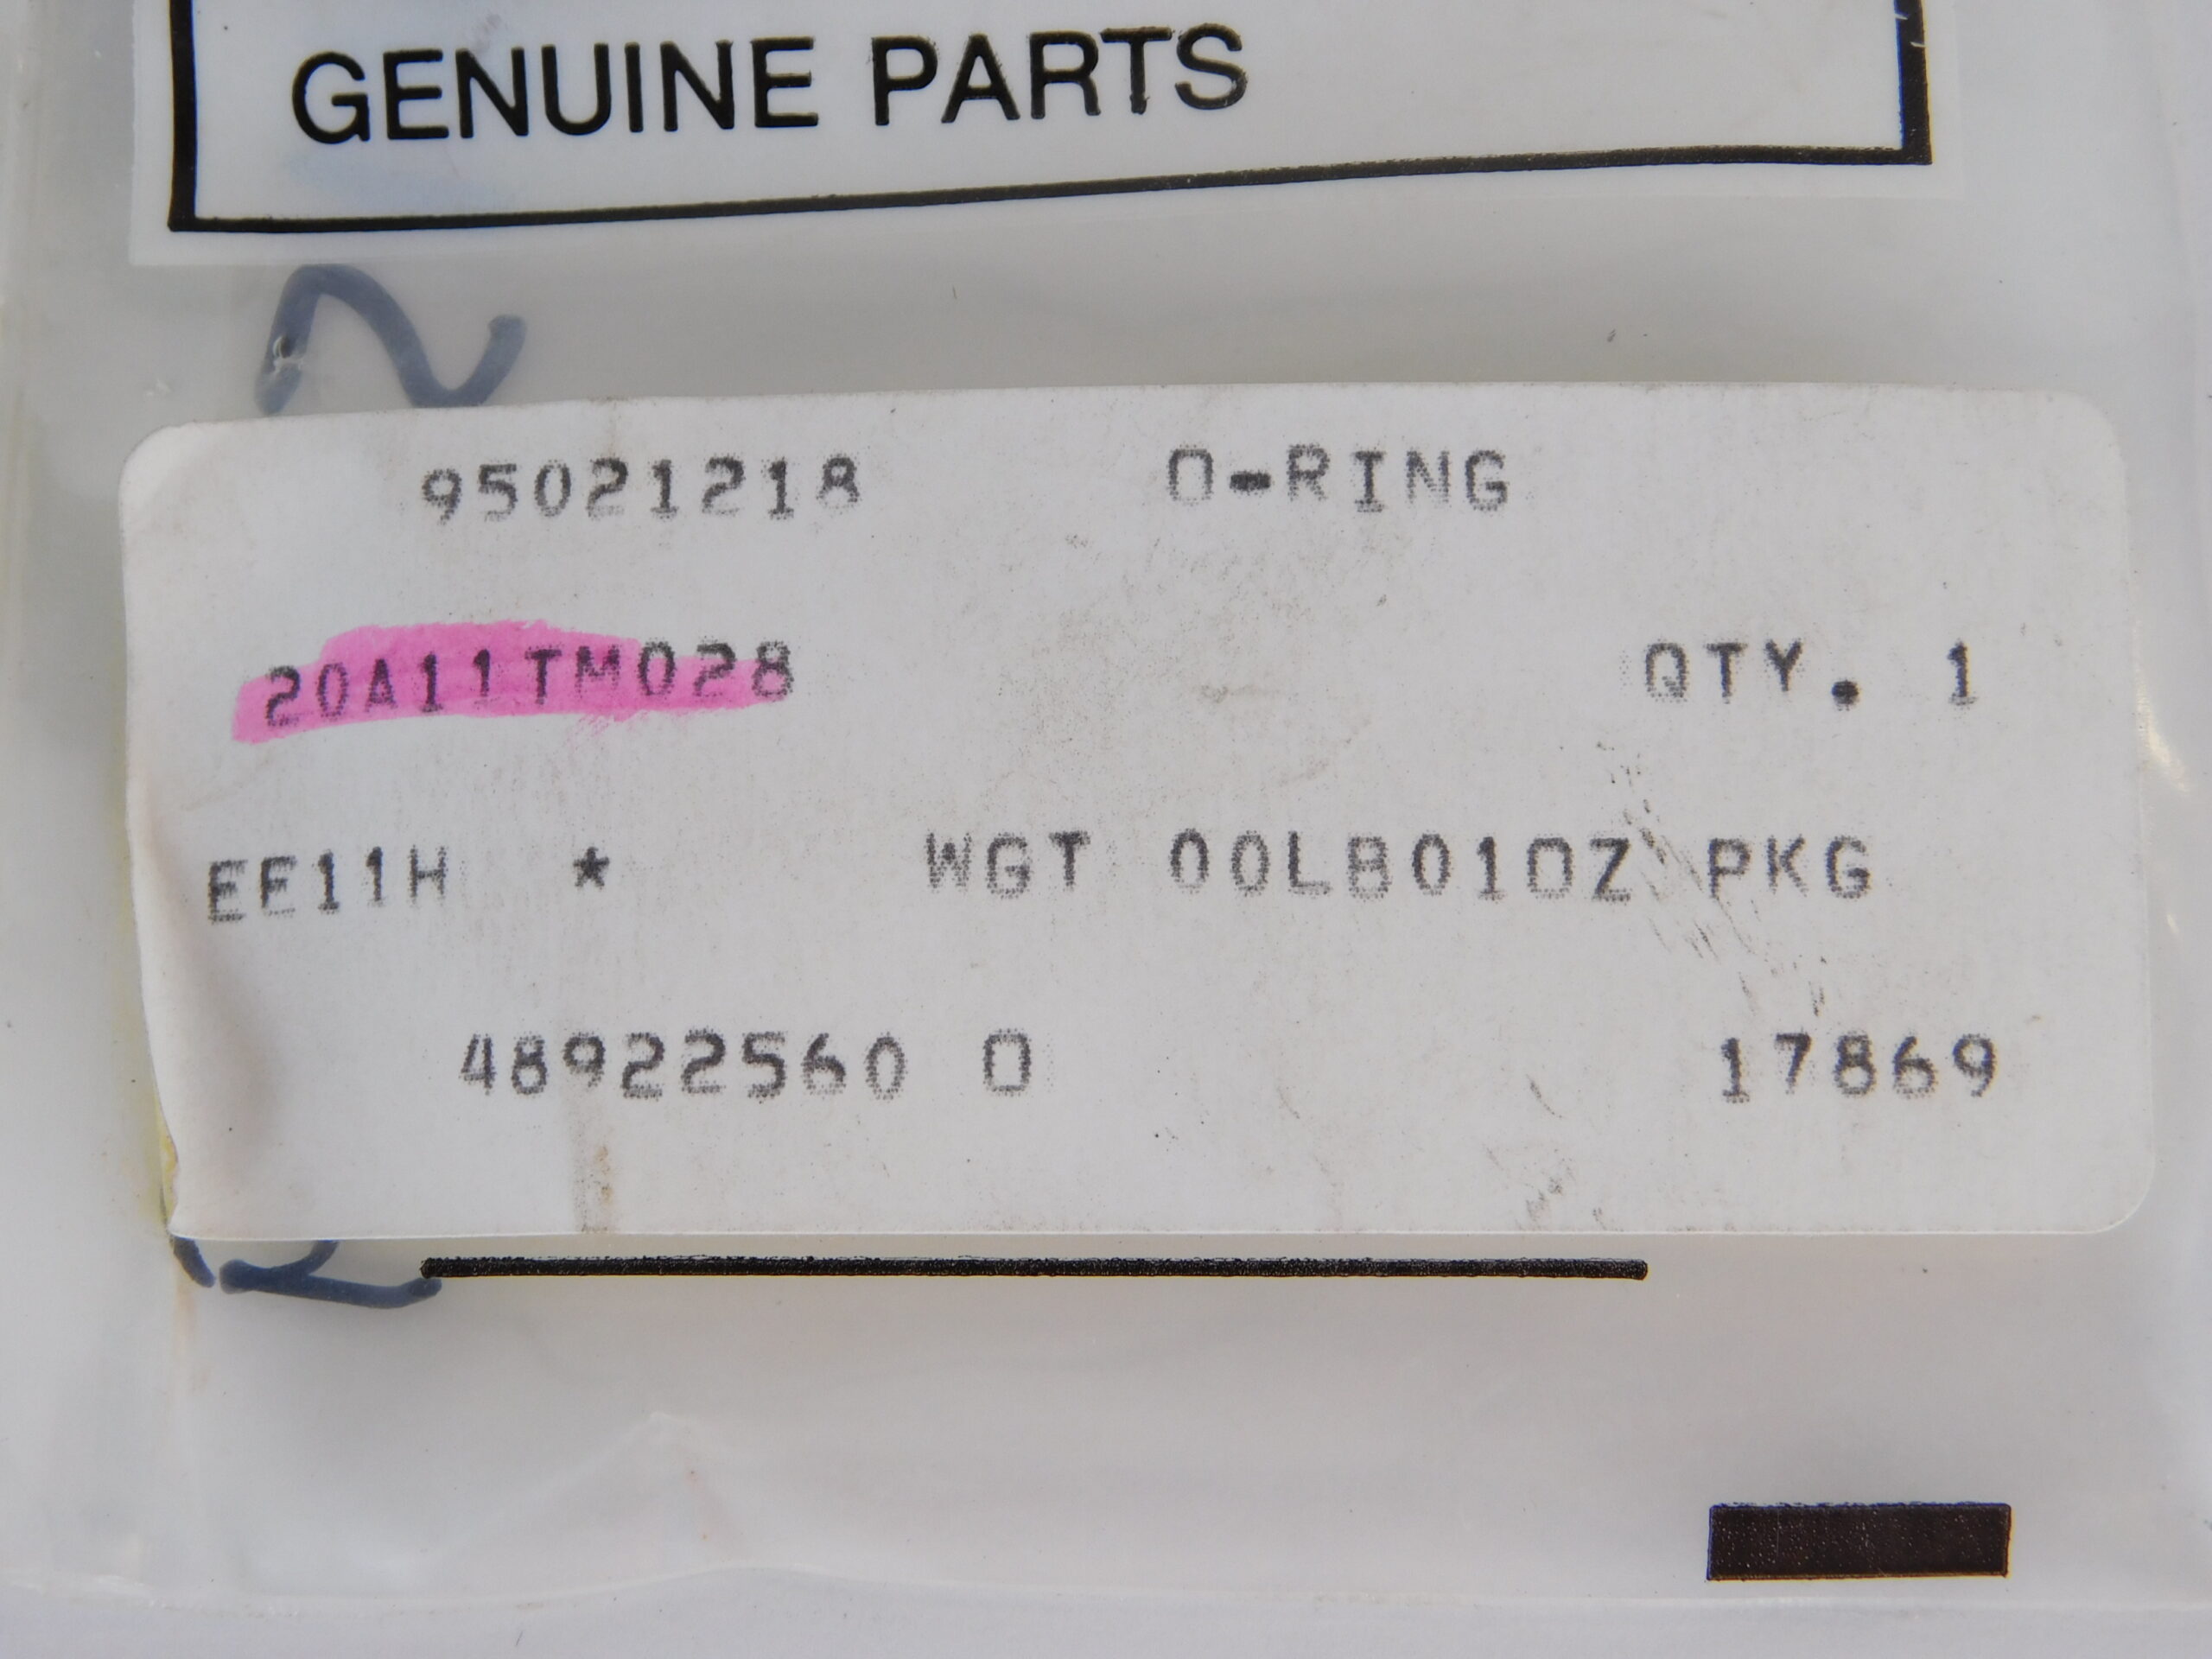 GENUINE PARTS
95021218 O-RING
20A11TM028 QTY. 1
EE11H * WGT 00LB01OZ PKG
48922560 0 17869